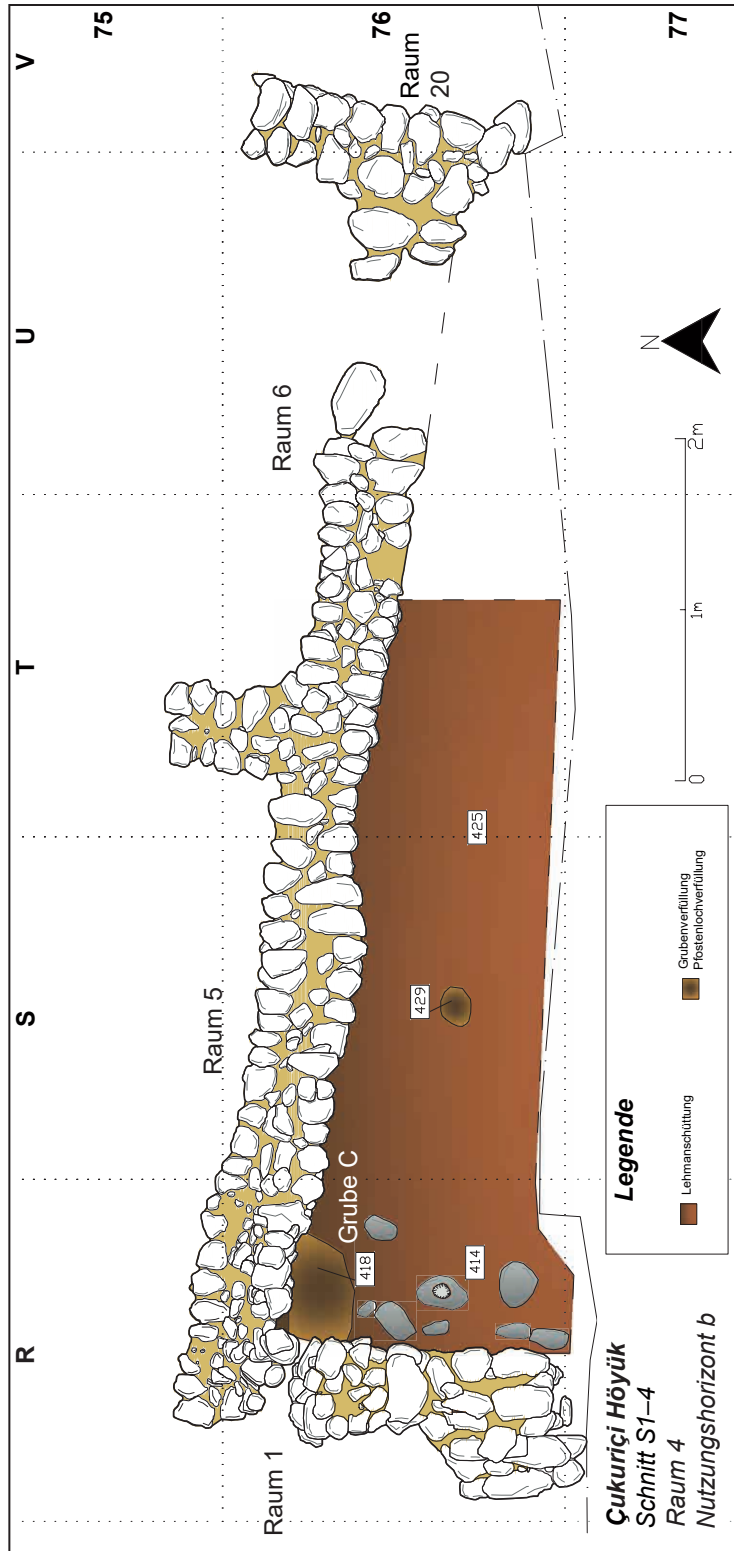 R
S
T
U
V
75
76
77
Raum 1
Raum 5
Raum 6
Raum
20
Grube C
418
414
429
425
Çukuriçi Höyük
Schnitt S1–4
Raum 4
Nutzungshorizont b
Legende
Lehmanschüttung
Grubenverfüllung
Pfostenlochverfüllung
0
1m
2m
N